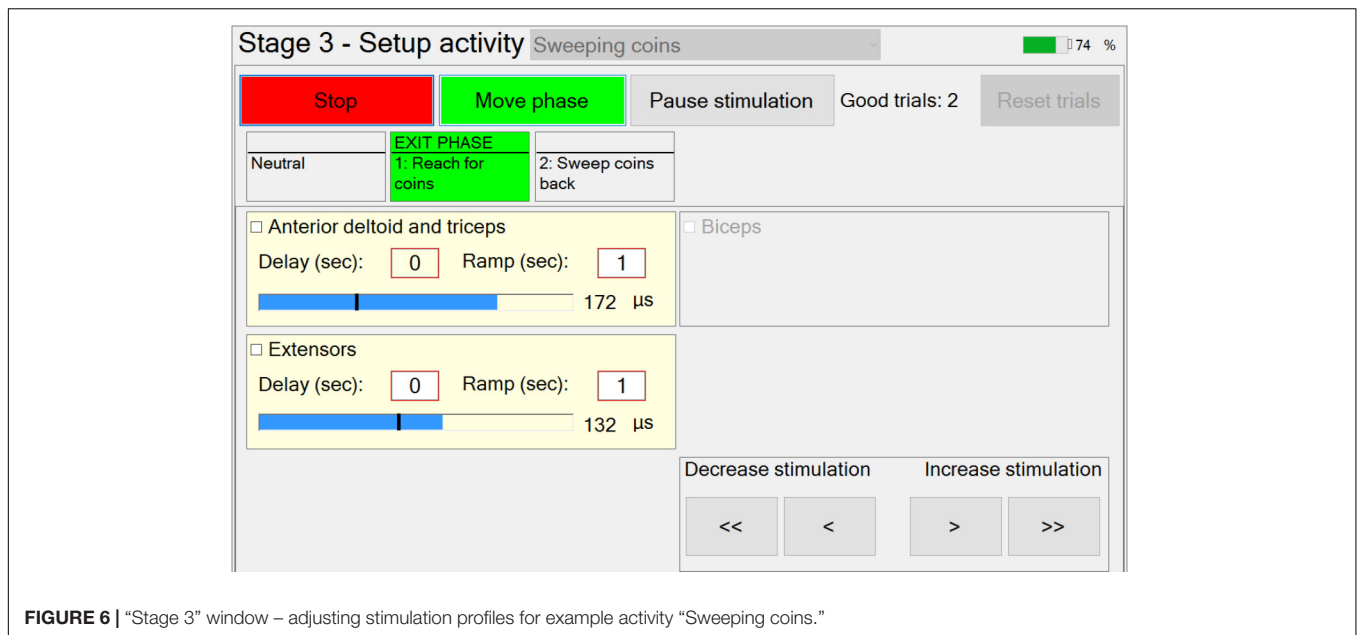 Stage 3 - Setup activity Sweeping coins 74 %
Stop Move phase Pause stimulation Good trials: 2 Reset trials
EXIT PHASE
Neutral 1: Reach for 2: Sweep coins
coins back
Anterior deltoid and triceps Biceps
Delay (sec): 0 Ramp (sec): 1
172 µs
Extensors
Delay (sec): 0 Ramp (sec): 1
132 µs
Decrease stimulation Increase stimulation
<< < > >>
FIGURE 6 | “Stage 3” window – adjusting stimulation profiles for example activity “Sweeping coins.”